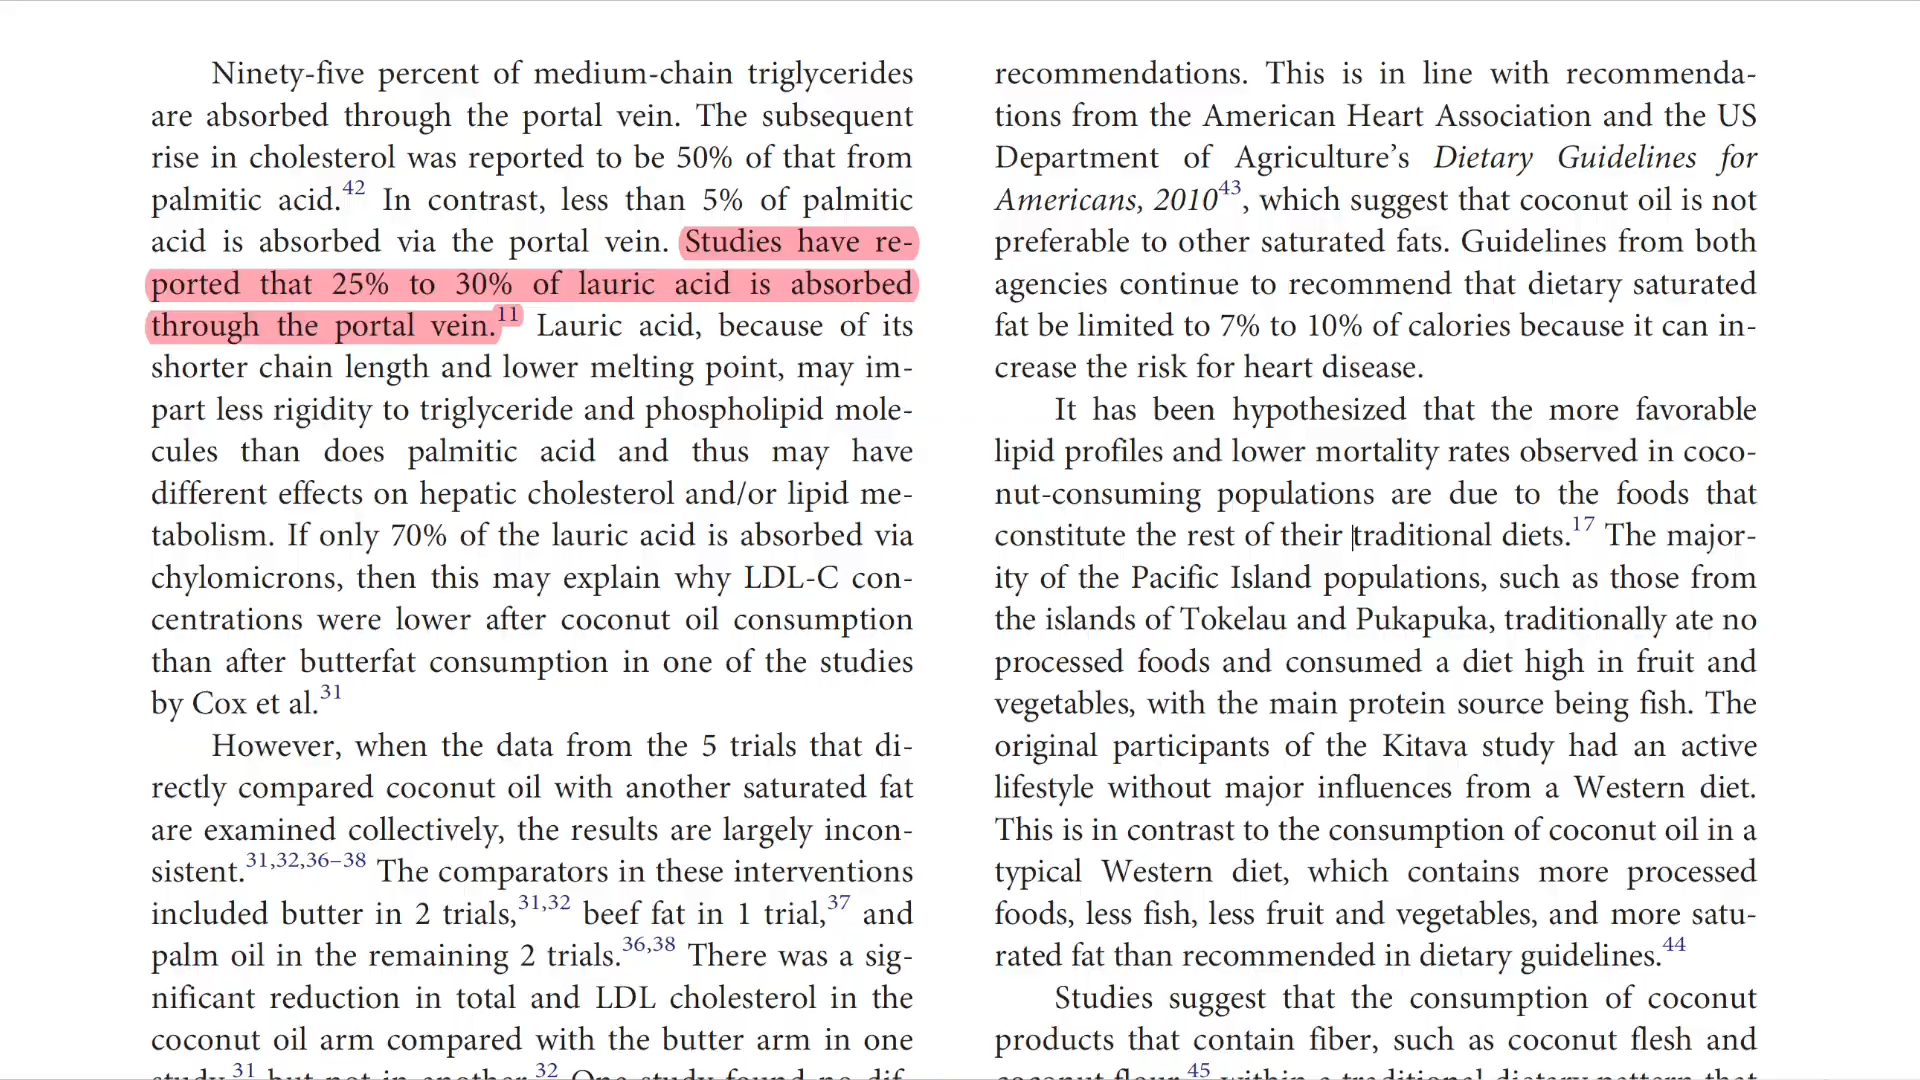 Ninety-five percent of medium-chain triglycerides
are absorbed through the portal vein. The subsequent
rise in cholesterol was reported to be 50% of that from
palmitic acid.42 In contrast, less than 5% of palmitic
acid is absorbed via the portal vein. Studies have re-
ported that 25% to 30% of lauric acid is absorbed
through the portal vein.11 Lauric acid, because of its
shorter chain length and lower melting point, may im-
part less rigidity to triglyceride and phospholipid mole-
cules than does palmitic acid and thus may have
different effects on hepatic cholesterol and/or lipid me-
tabolism. If only 70% of the lauric acid is absorbed via
chylomicrons, then this may explain why LDL-C con-
centrations were lower after coconut oil consumption
than after butterfat consumption in one of the studies
by Cox et al.31
However, when the data from the 5 trials that di-
rectly compared coconut oil with another saturated fat
are examined collectively, the results are largely incon-
sistent.31,32,36–38 The comparators in these interventions
included butter in 2 trials,31,32 beef fat in 1 trial,37 and
palm oil in the remaining 2 trials.36,38 There was a sig-
nificant reduction in total and LDL cholesterol in the
coconut oil arm compared with the butter arm in one
study,31 but not in another.32 One study found no dif-
recommendations. This is in line with recommenda-
tions from the American Heart Association and the US
Department of Agriculture’s Dietary Guidelines for
Americans, 201043, which suggest that coconut oil is not
preferable to other saturated fats. Guidelines from both
agencies continue to recommend that dietary saturated
fat be limited to 7% to 10% of calories because it can in-
crease the risk for heart disease.
It has been hypothesized that the more favorable
lipid profiles and lower mortality rates observed in coco-
nut-consuming populations are due to the foods that
constitute the rest of their traditional diets.17 The major-
ity of the Pacific Island populations, such as those from
the islands of Tokelau and Pukapuka, traditionally ate no
processed foods and consumed a diet high in fruit and
vegetables, with the main protein source being fish. The
original participants of the Kitava study had an active
lifestyle without major influences from a Western diet.
This is in contrast to the consumption of coconut oil in a
typical Western diet, which contains more processed
foods, less fish, less fruit and vegetables, and more satu-
rated fat than recommended in dietary guidelines.44
Studies suggest that the consumption of coconut
products that contain fiber, such as coconut flesh and
coconut flour,45 within a traditional dietary pattern that